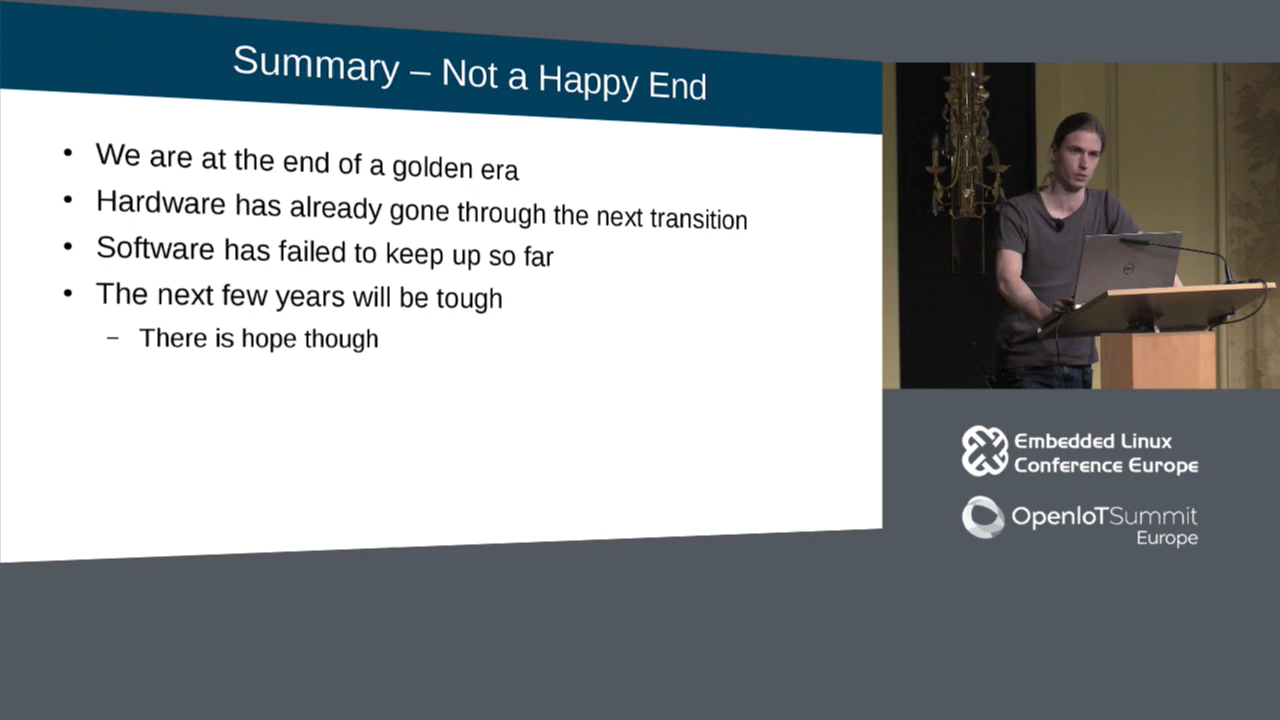 Summary – Not a Happy End
• We are at the end of a golden era
• Hardware has already gone through the next transition
• Software has failed to keep up so far
• The next few years will be tough
– There is hope though
Embedded Linux
Conference Europe
OpenIoTSummit
Europe